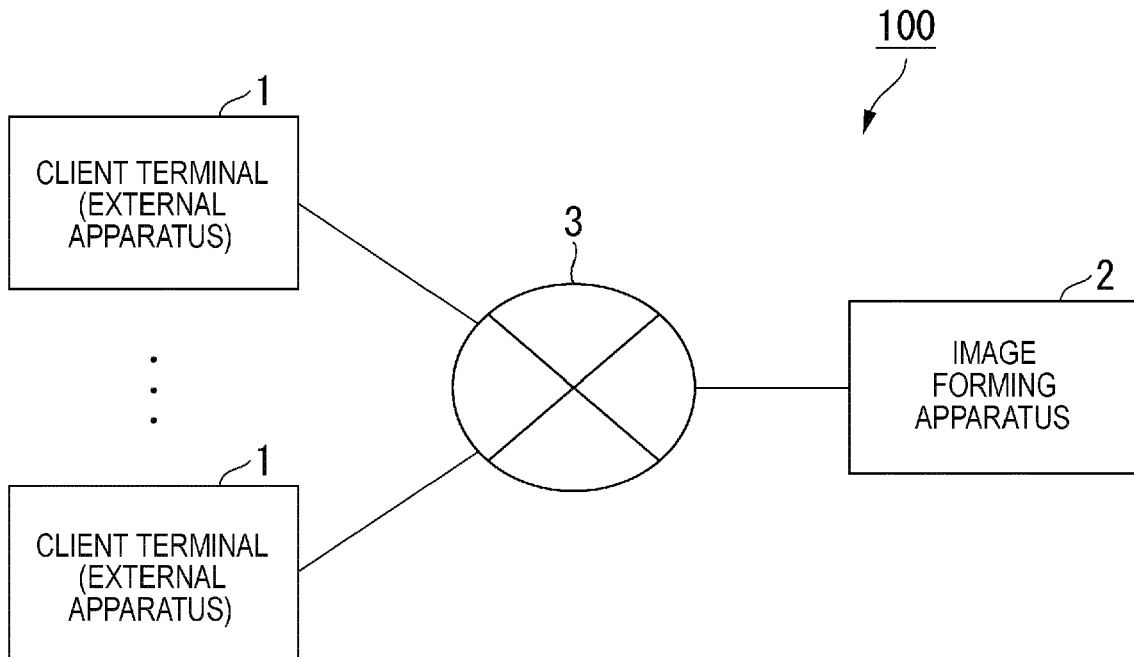 100
1
CLIENT TERMINAL
(EXTERNAL
APPARATUS)
3
2
IMAGE
FORMING
APPARATUS
1
CLIENT TERMINAL
(EXTERNAL
APPARATUS)